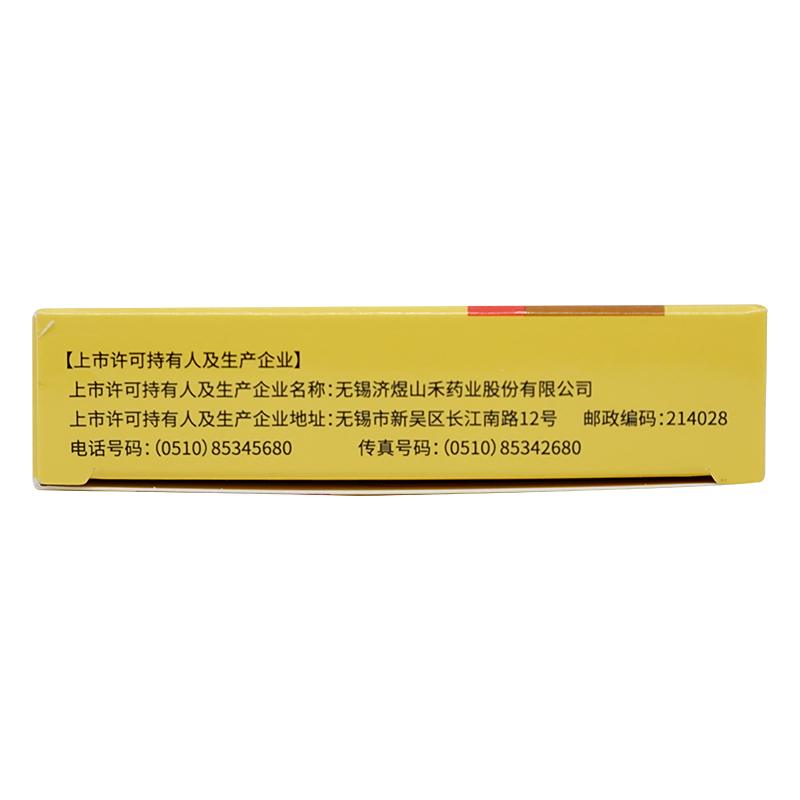 【上市许可持有人及生产企业】
上市许可持有人及生产企业名称：无锡济煜山禾药业股份有限公司
上市许可持有人及生产企业地址：无锡市新吴区长江南路12号 邮政编码：214028
电话号码：（0510）85345680 传真号码：（0510）85342680